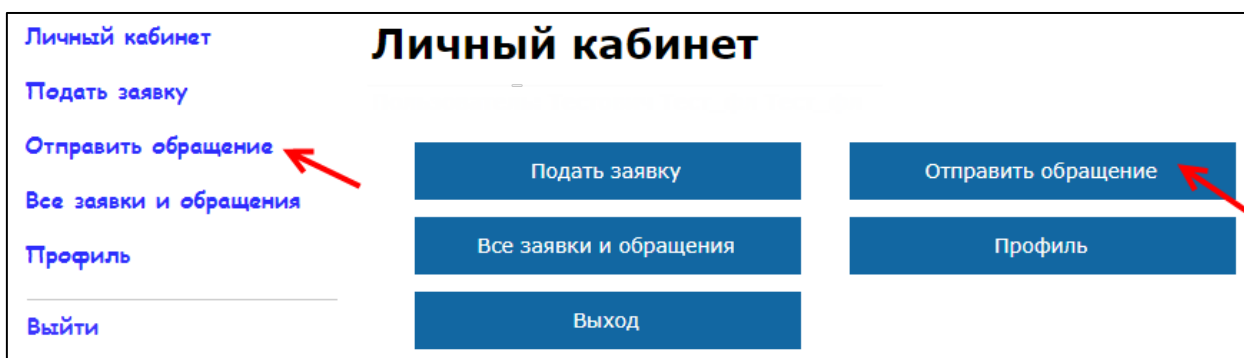 Личный кабинет
Подать заявку
Отправить обращение
Все заявки и обращения
Профиль
Выйти
Личный кабинет
Подать заявку
Отправить обращение
Все заявки и обращения
Профиль
Выход